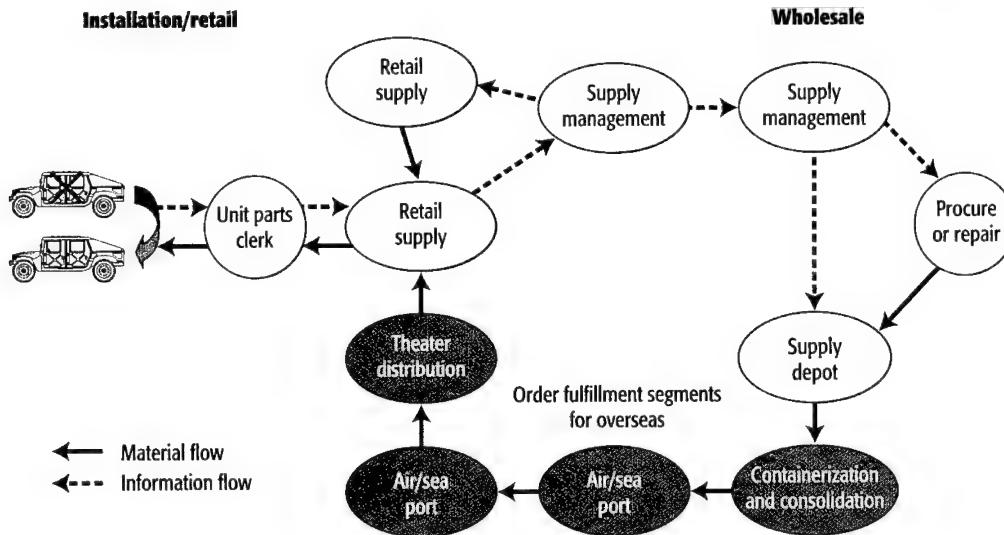 Installation/retail
Wholesale
Retail
supply
Supply
management
Supply
management
Unit parts
clerk
Retail
supply
Procure
or repair
Theater
distribution
Supply
depot
Order fulfillment segments
for overseas
Material flow
Information flow
Air/sea
port
Air/sea
port
Containerization
and consolidation